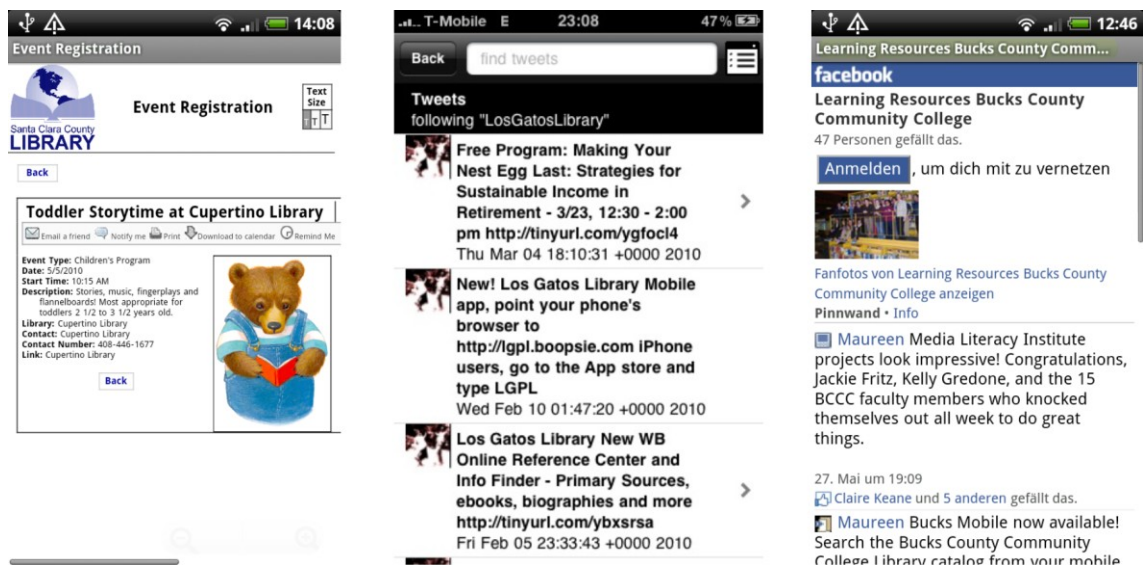 14:08
Event Registration
Santa Clara County
LIBRARY
Event Registration
Text
Size
T T T
Back
Toddler Storytime at Cupertino Library
Email a friend Notify me Print Download to calendar Remind Me
Event Type: Children's Program
Date: 5/5/2010
Start Time: 10:15 AM
Description: Stories, music, fingerplays and
flannelboards! Most appropriate for
toddlers 2 1/2 to 3 1/2 years old.
Library: Cupertino Library
Contact: Cupertino Library
Contact Number: 408-446-1677
Link: Cupertino Library
Back
T-Mobile E 23:08 47%
Back find tweets
Tweets
following "LosGatosLibrary"
Free Program: Making Your
Nest Egg Last: Strategies for
Sustainable Income in
Retirement - 3/23, 12:30 - 2:00
pm http://tinyurl.com/ygfocl4
Thu Mar 04 18:10:31 +0000 2010
New! Los Gatos Library Mobile
app, point your phone's
browser to
http://lgpl.boopsie.com iPhone
users, go to the App store and
type LGPL
Wed Feb 10 01:47:20 +0000 2010
Los Gatos Library New WB
Online Reference Center and
Info Finder - Primary Sources,
ebooks, biographies and more
http://tinyurl.com/ybxsrsa
Fri Feb 05 23:33:43 +0000 2010
12:46
Learning Resources Bucks County Comm...
facebook
Learning Resources Bucks County
Community College
47 Personen gefällt das.
Anmelden , um dich mit zu vernetzen
Fanfotos von Learning Resources Bucks County
Community College anzeigen
Pinnwand • Info
Maureen Media Literacy Institute
projects look impressive! Congratulations,
Jackie Fritz, Kelly Gredone, and the 15
BCCC faculty members who knocked
themselves out all week to do great
things.
27. Mai um 19:09
Claire Keane und 5 anderen gefällt das.
Maureen Bucks Mobile now available!
Search the Bucks County Community
College Library catalog from your mobile